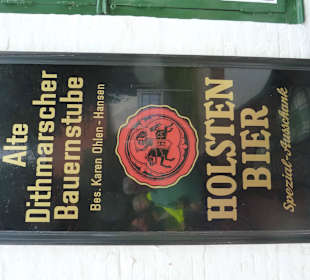 Alte
Dithmarscher
Bauernstube
Bes. Karen Ohlen-Hansen
HOLSTEN
BIER
Spezial-Ausschank